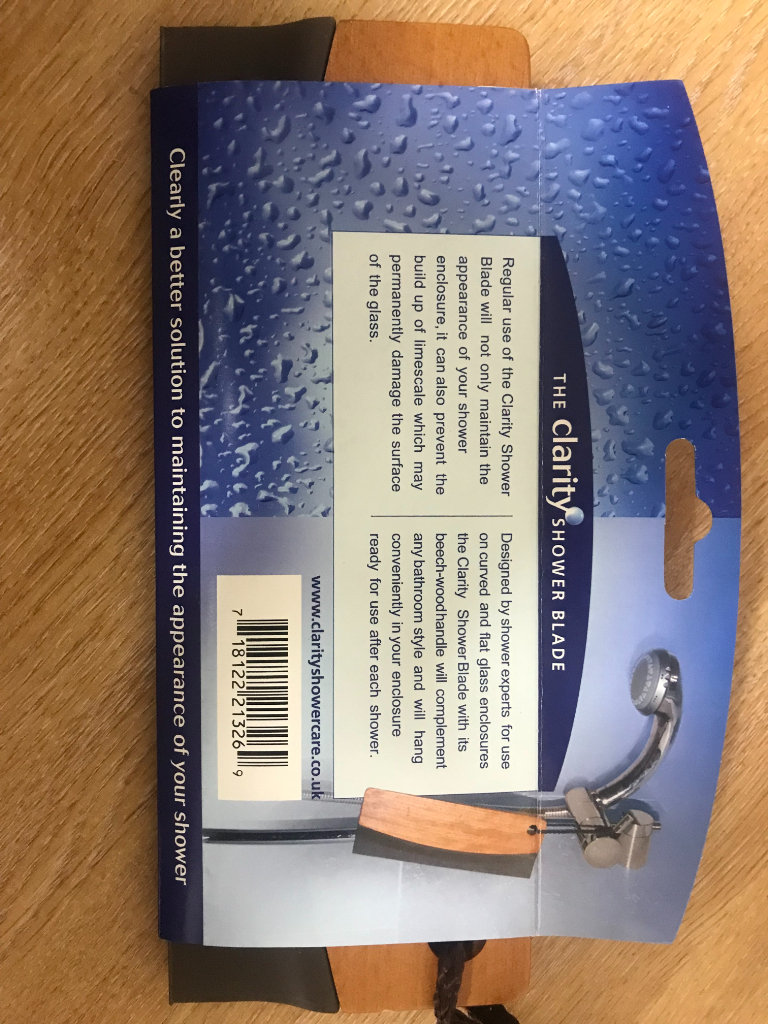 THE Clarity SHOWER BLADE
Regular use of the Clarity Shower
Blade will not only maintain the
appearance of your shower
enclosure, it can also prevent the
build up of limescale which may
permanently damage the surface
of the glass.
Designed by shower experts for use
on curved and flat glass enclosures
the Clarity Shower Blade with its
beech-wood handle will complement
any bathroom style and will hang
conveniently in your enclosure
ready for use after each shower.
www.clarityshowercare.co.uk
7 18122 21326 9
Clearly a better solution to maintaining the appearance of your shower